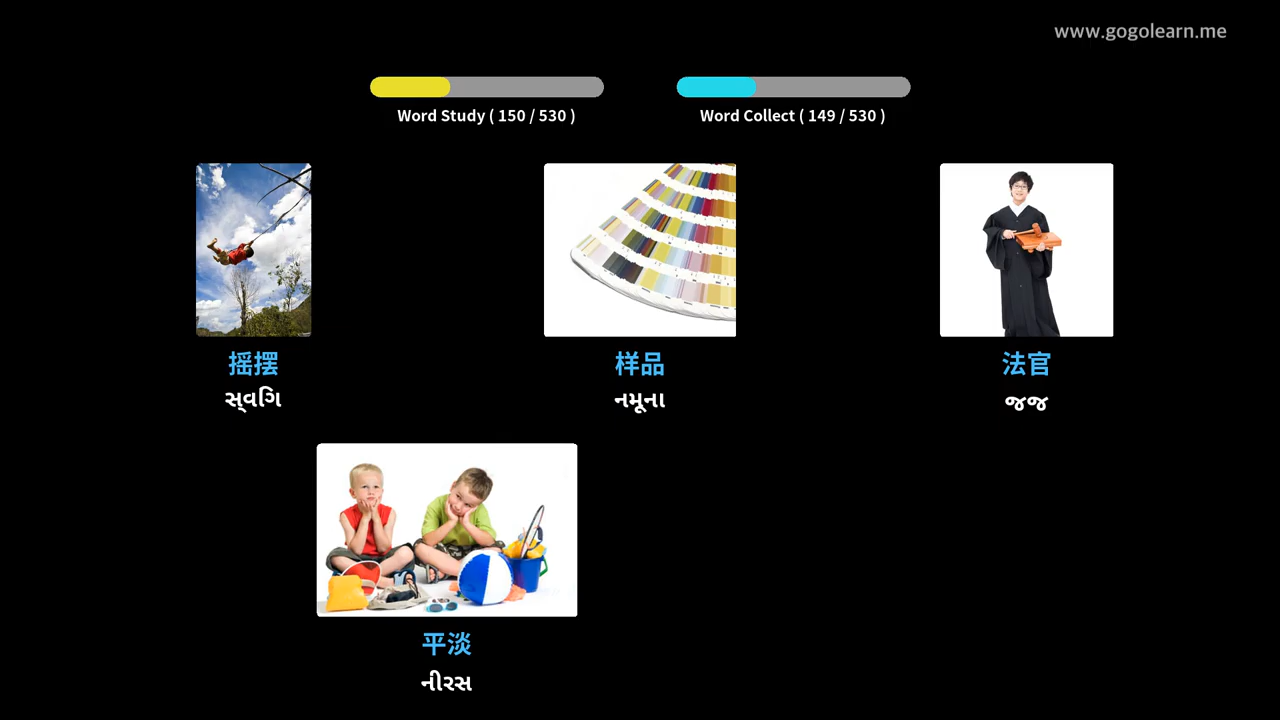 www.gogolearn.me
Word Study ( 150 / 530 )
Word Collect ( 149 / 530 )
摇摆
સ્વગિ
样品
નમૂના
法官
જજ
平淡
નીરસ